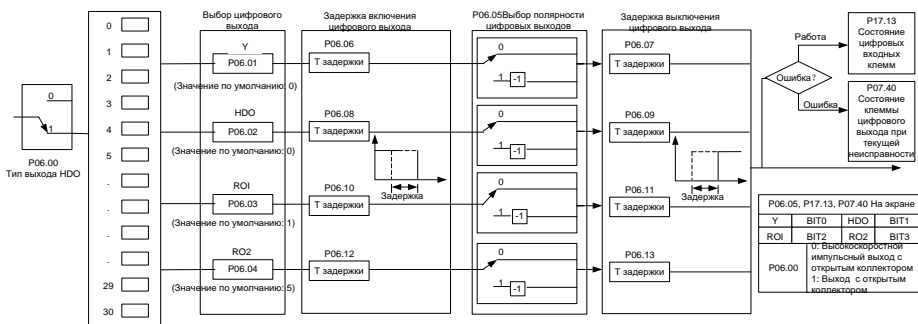 0
1
P06.00
Тип выхода HDO
0
1
2
3
4
5
.
.
.
29
30
Выбор цифрового
выхода
Y
P06.01
(Значение по умолчанию: 0)
HDO
P06.02
(Значение по умолчанию: 0)
ROI
P06.03
(Значение по умолчанию: 1)
RO2
P06.04
(Значение по умолчанию: 5)
Задержка включения
цифрового выхода
P06.06
Т задержки
P06.08
Т задержки
Задержка
P06.10
Т задержки
P06.12
Т задержки
P06.05Выбор полярности
цифровых выходов
0
1
-1
0
1
-1
0
1
-1
0
1
-1
Задержка выключения
цифрового выхода
P06.07
Т задержки
P06.09
Т задержки
Задержка
P06.11
Т задержки
P06.13
Т задержки
Работа
Ошибка?
Ошибка
P17.13
Состояние
цифровых
входных
клемм
P07.40
Состояние
клеммы
цифрового
выхода при
текущей
неисправности
P06.05, P17.13, P07.40 На экране
Y BIT0 HDO BIT1
ROI BIT2 RO2 BIT3
P06.00
0: Высокоскоростной
импульсный выход с
открытым коллектором
1: Выход с открытым
коллектором